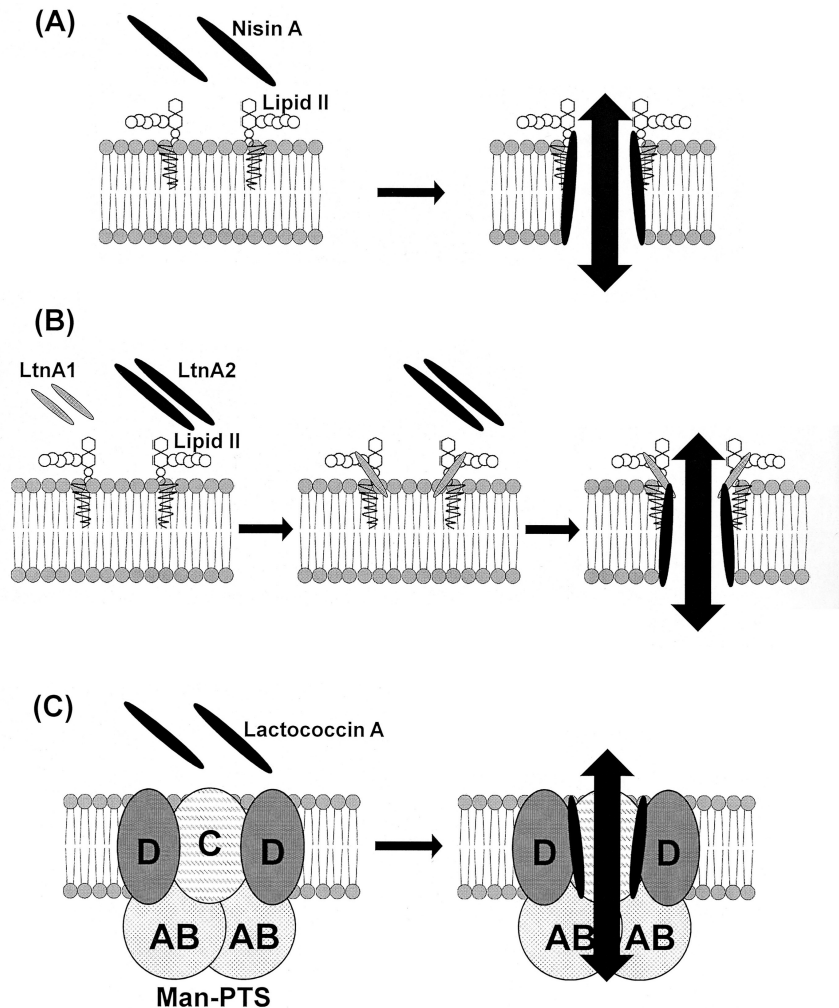 (A)
Nisin A
Lipid II
(B)
LtnA1
LtnA2
Lipid II
(C)
Lactococcin A
D
C
D
AB
AB
Man-PTS
D
D
AB
AB